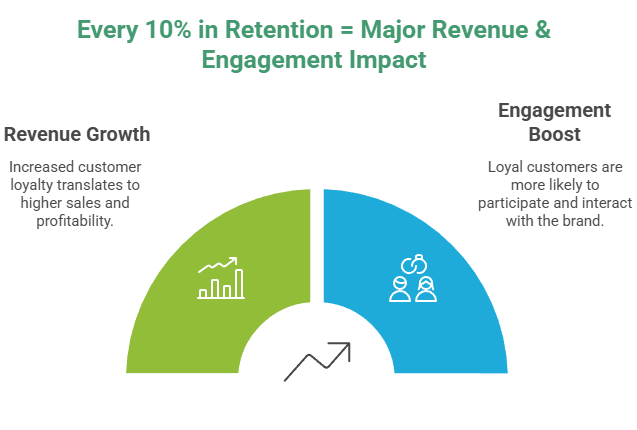 Every 10% in Retention = Major Revenue &
Engagement Impact
Revenue Growth
Increased customer
loyalty translates to
higher sales and
profitability.
Engagement
Boost
Loyal customers are
more likely to
participate and interact
with the brand.